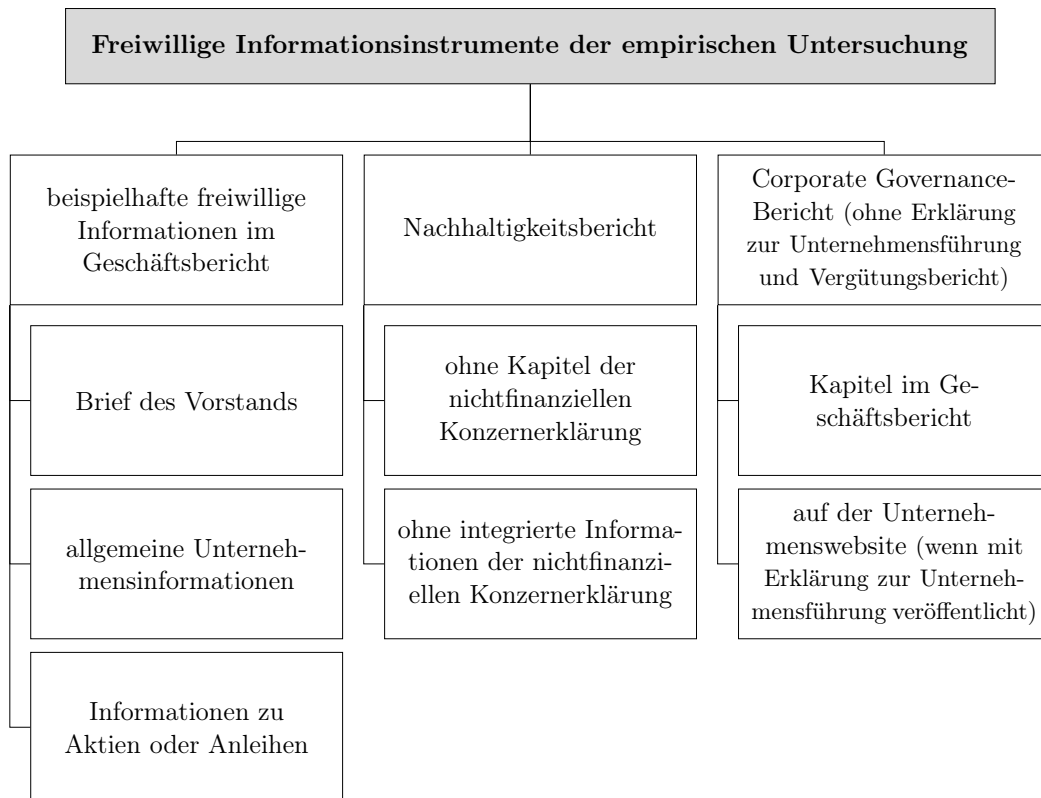 Freiwillige Informationsinstrumente der empirischen Untersuchung
beispielhafte freiwillige
Informationen im
Geschäftsbericht
Nachhaltigkeitsbericht
Corporate Governance-
Bericht (ohne Erklärung
zur Unternehmensführung
und Vergütungsbericht)
Brief des Vorstands
ohne Kapitel der
nichtfinanziellen
Konzernerklärung
Kapitel im Ge-
schäftsbericht
allgemeine Unterneh-
mensinformationen
ohne integrierte Informa-
tionen der nichtfinanzi-
ellen Konzernerklärung
auf der Unterneh-
menswebsite (wenn mit
Erklärung zur Unterneh-
mensführung veröffentlicht)
Informationen zu
Aktien oder Anleihen